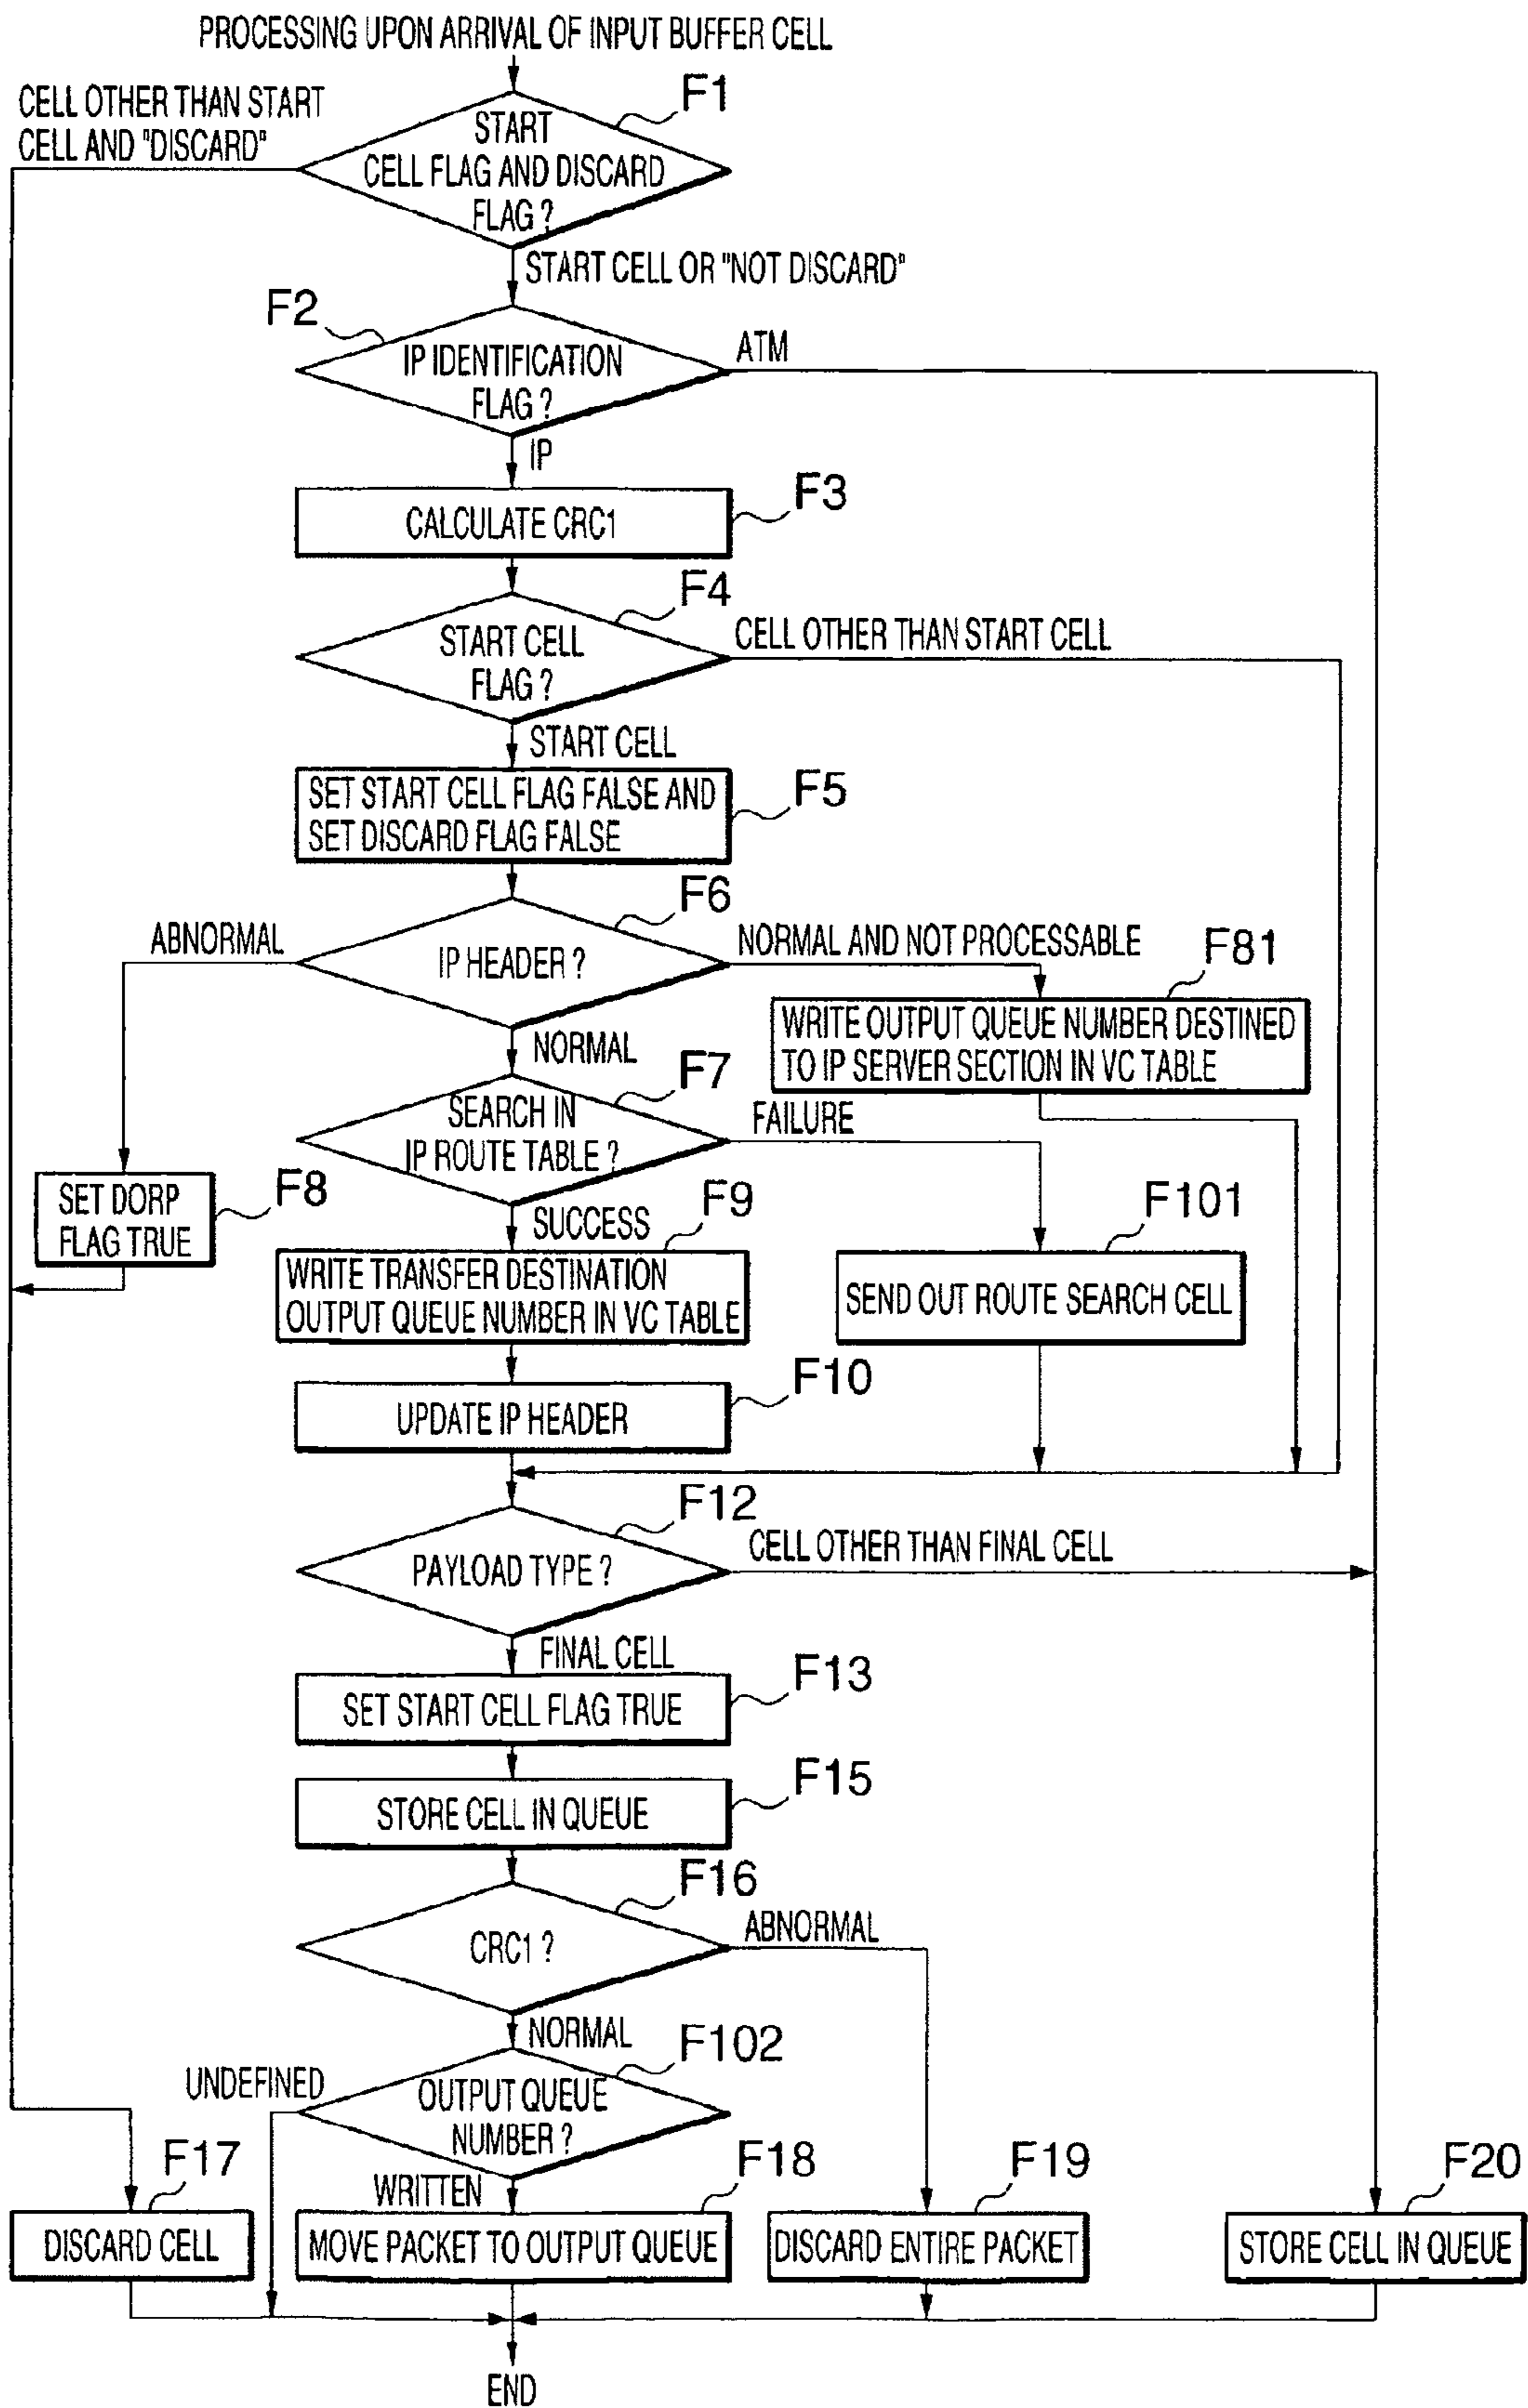 PROCESSING UPON ARRIVAL OF INPUT BUFFER CELL
CELL OTHER THAN START
CELL AND "DISCARD"
F1
START
CELL FLAG AND DISCARD
FLAG ?
START CELL OR "NOT DISCARD"
F2
IP IDENTIFICATION
FLAG ?
ATM
IP
F3
CALCULATE CRC1
F4
START CELL
FLAG ?
CELL OTHER THAN START CELL
START CELL
SET START CELL FLAG FALSE AND
SET DISCARD FLAG FALSE
F5
F6
ABNORMAL
IP HEADER ?
NORMAL AND NOT PROCESSABLE
F81
WRITE OUTPUT QUEUE NUMBER DESTINED
TO IP SERVER SECTION IN VC TABLE
NORMAL
F7
SEARCH IN
IP ROUTE TABLE ?
FAILURE
SET DORP
FLAG TRUE
F8
SUCCESS
F9
F101
WRITE TRANSFER DESTINATION
OUTPUT QUEUE NUMBER IN VC TABLE
SEND OUT ROUTE SEARCH CELL
F10
UPDATE IP HEADER
F12
PAYLOAD TYPE ?
CELL OTHER THAN FINAL CELL
FINAL CELL
F13
SET START CELL FLAG TRUE
F15
STORE CELL IN QUEUE
F16
CRC1 ?
ABNORMAL
NORMAL
F102
UNDEFINED
OUTPUT QUEUE
NUMBER ?
F17
WRITTEN
F18
F19
F20
DISCARD CELL
MOVE PACKET TO OUTPUT QUEUE
DISCARD ENTIRE PACKET
STORE CELL IN QUEUE
END